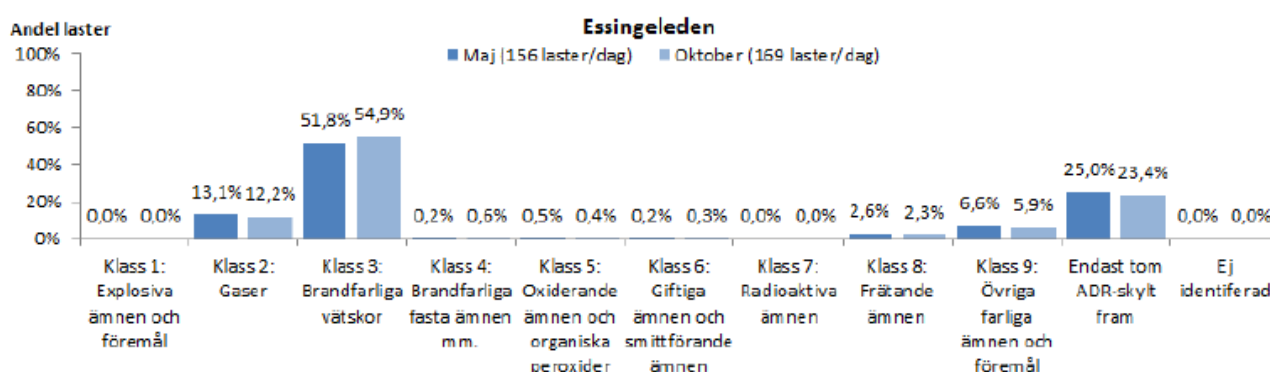 Essingeleden
Andel laster
Maj (156 laster/dag) Oktober (169 laster/dag)
100%
80%
60%
40%
20%
0%
0,0% 0,0%
13,1% 12,2%
51,8% 54,9%
0,2% 0,6%
0,5% 0,4%
0,2% 0,3%
0,0% 0,0%
2,6% 2,3%
6,6% 5,9%
25,0% 23,4%
0,0% 0,0%
Klass 1:
Explosiva
ämnen och
föremål
Klass 2:
Gaser
Klass 3:
Brandfarliga
vätskor
Klass 4:
Brandfarliga
fasta ämnen
mm.
Klass 5:
Oxiderande
ämnen och
organiska
peroxider
Klass 6:
Giftiga
ämnen och
smittförande
ämnen
Klass 7:
Radioaktiva
ämnen
Klass 8:
Frätande
ämnen
Klass 9:
Övriga
farliga
ämnen och
föremål
Endast tom
ADR-skylt
fram
Ej
identiferad